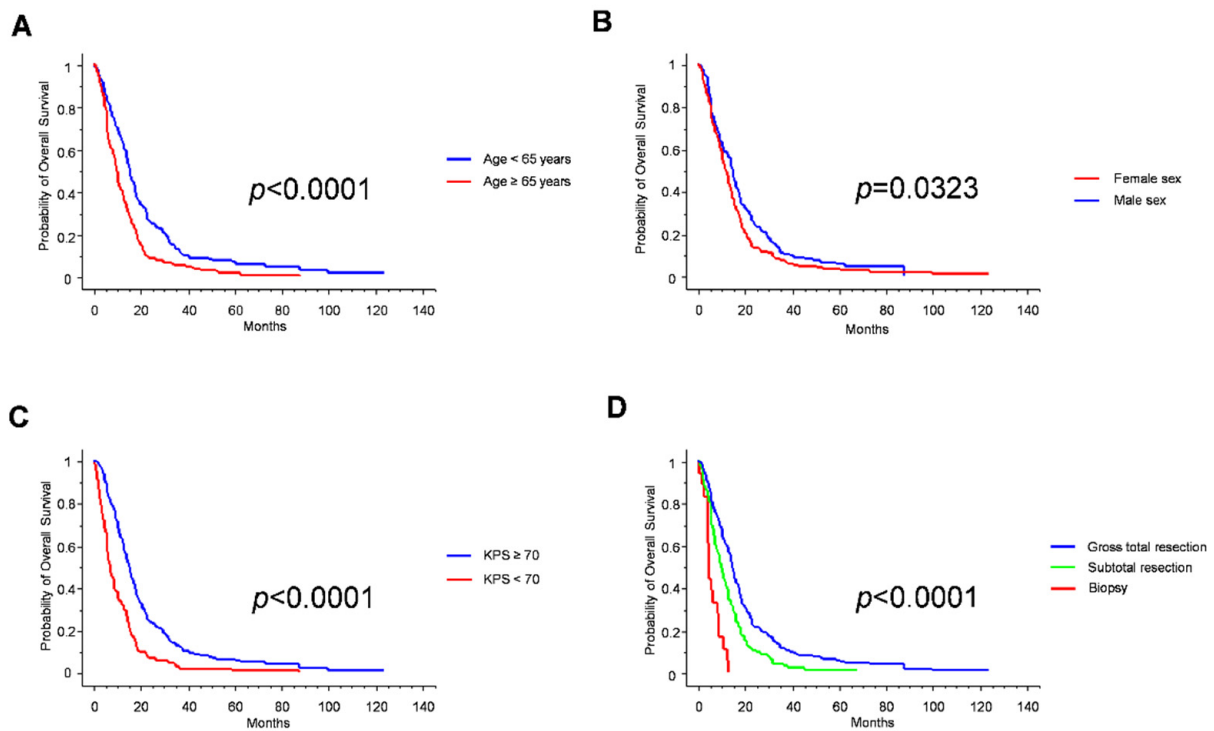 A
Probability of Overall Survival
1
0.8
0.6
0.4
0.2
0
0 20 40 60 80 100 120 140
Months
p<0.0001
Age < 65 years
Age ≥ 65 years
B
Probability of Overall Survival
1
0.8
0.6
0.4
0.2
0
0 20 40 60 80 100 120 140
Months
p=0.0323
Female sex
Male sex
C
Probability of Overall Survival
1
0.8
0.6
0.4
0.2
0
0 20 40 60 80 100 120 140
Months
p<0.0001
KPS ≥ 70
KPS < 70
D
Probability of Overall Survival
1
0.8
0.6
0.4
0.2
0
0 20 40 60 80 100 120 140
Months
p<0.0001
Gross total resection
Subtotal resection
Biopsy